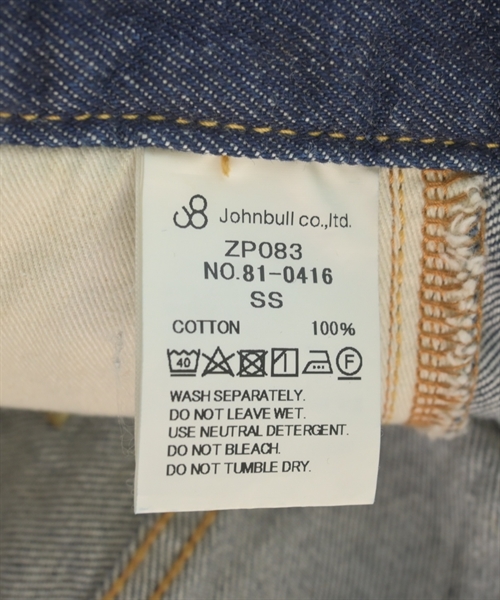 Johnbull co.,ltd.
ZP083
NO.81-0416
SS
COTTON 100%
40 F
WASH SEPARATELY.
DO NOT LEAVE WET.
USE NEUTRAL DETERGENT.
DO NOT BLEACH.
DO NOT TUMBLE DRY.